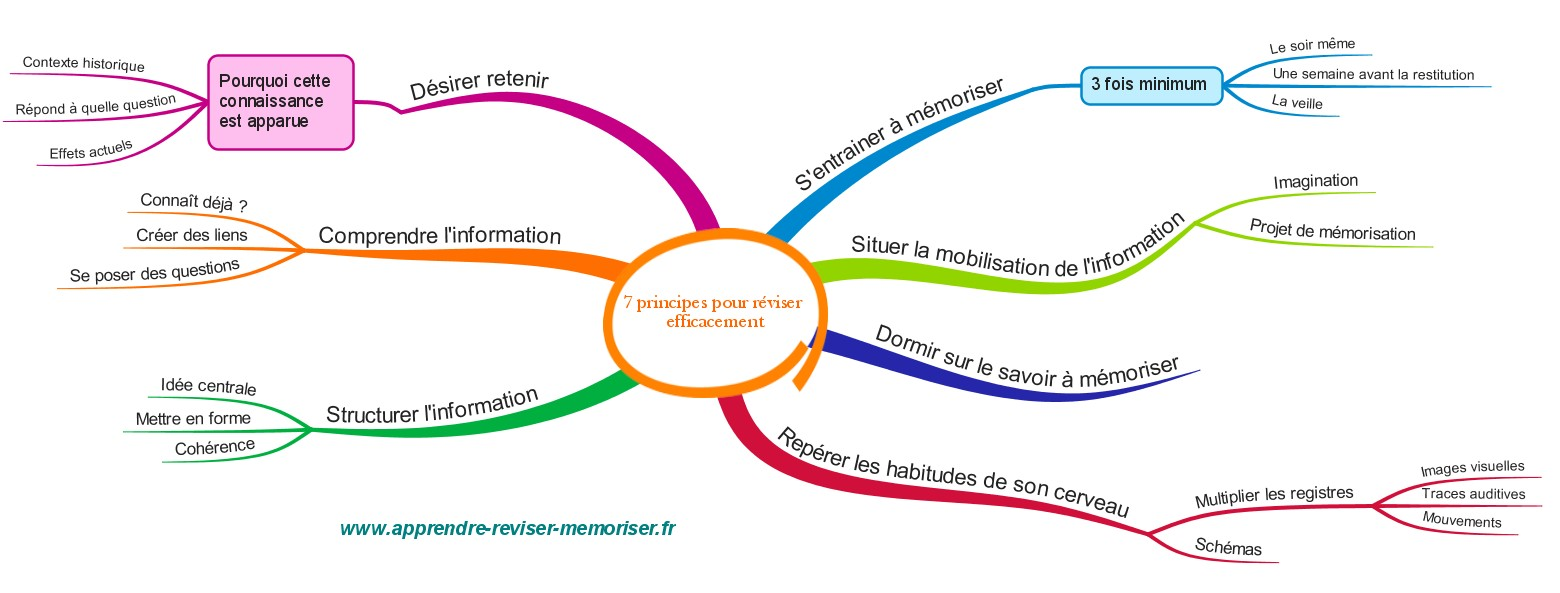 7 principes pour réviser
efficacement
S'entrainer à mémoriser
3 fois minimum
Le soir même
Une semaine avant la restitution
La veille
Situer la mobilisation de l'information
Imagination
Projet de mémorisation
Dormir sur le savoir à mémoriser
Repérer les habitudes de son cerveau
Multiplier les registres
Images visuelles
Traces auditives
Mouvements
Schémas
Structurer l'information
Idée centrale
Mettre en forme
Cohérence
Comprendre l'information
Connaît déjà ?
Créer des liens
Se poser des questions
Désirer retenir
Pourquoi cette
connaissance
est apparue
Contexte historique
Répond à quelle question
Effets actuels
www.apprendre-reviser-memoriser.fr